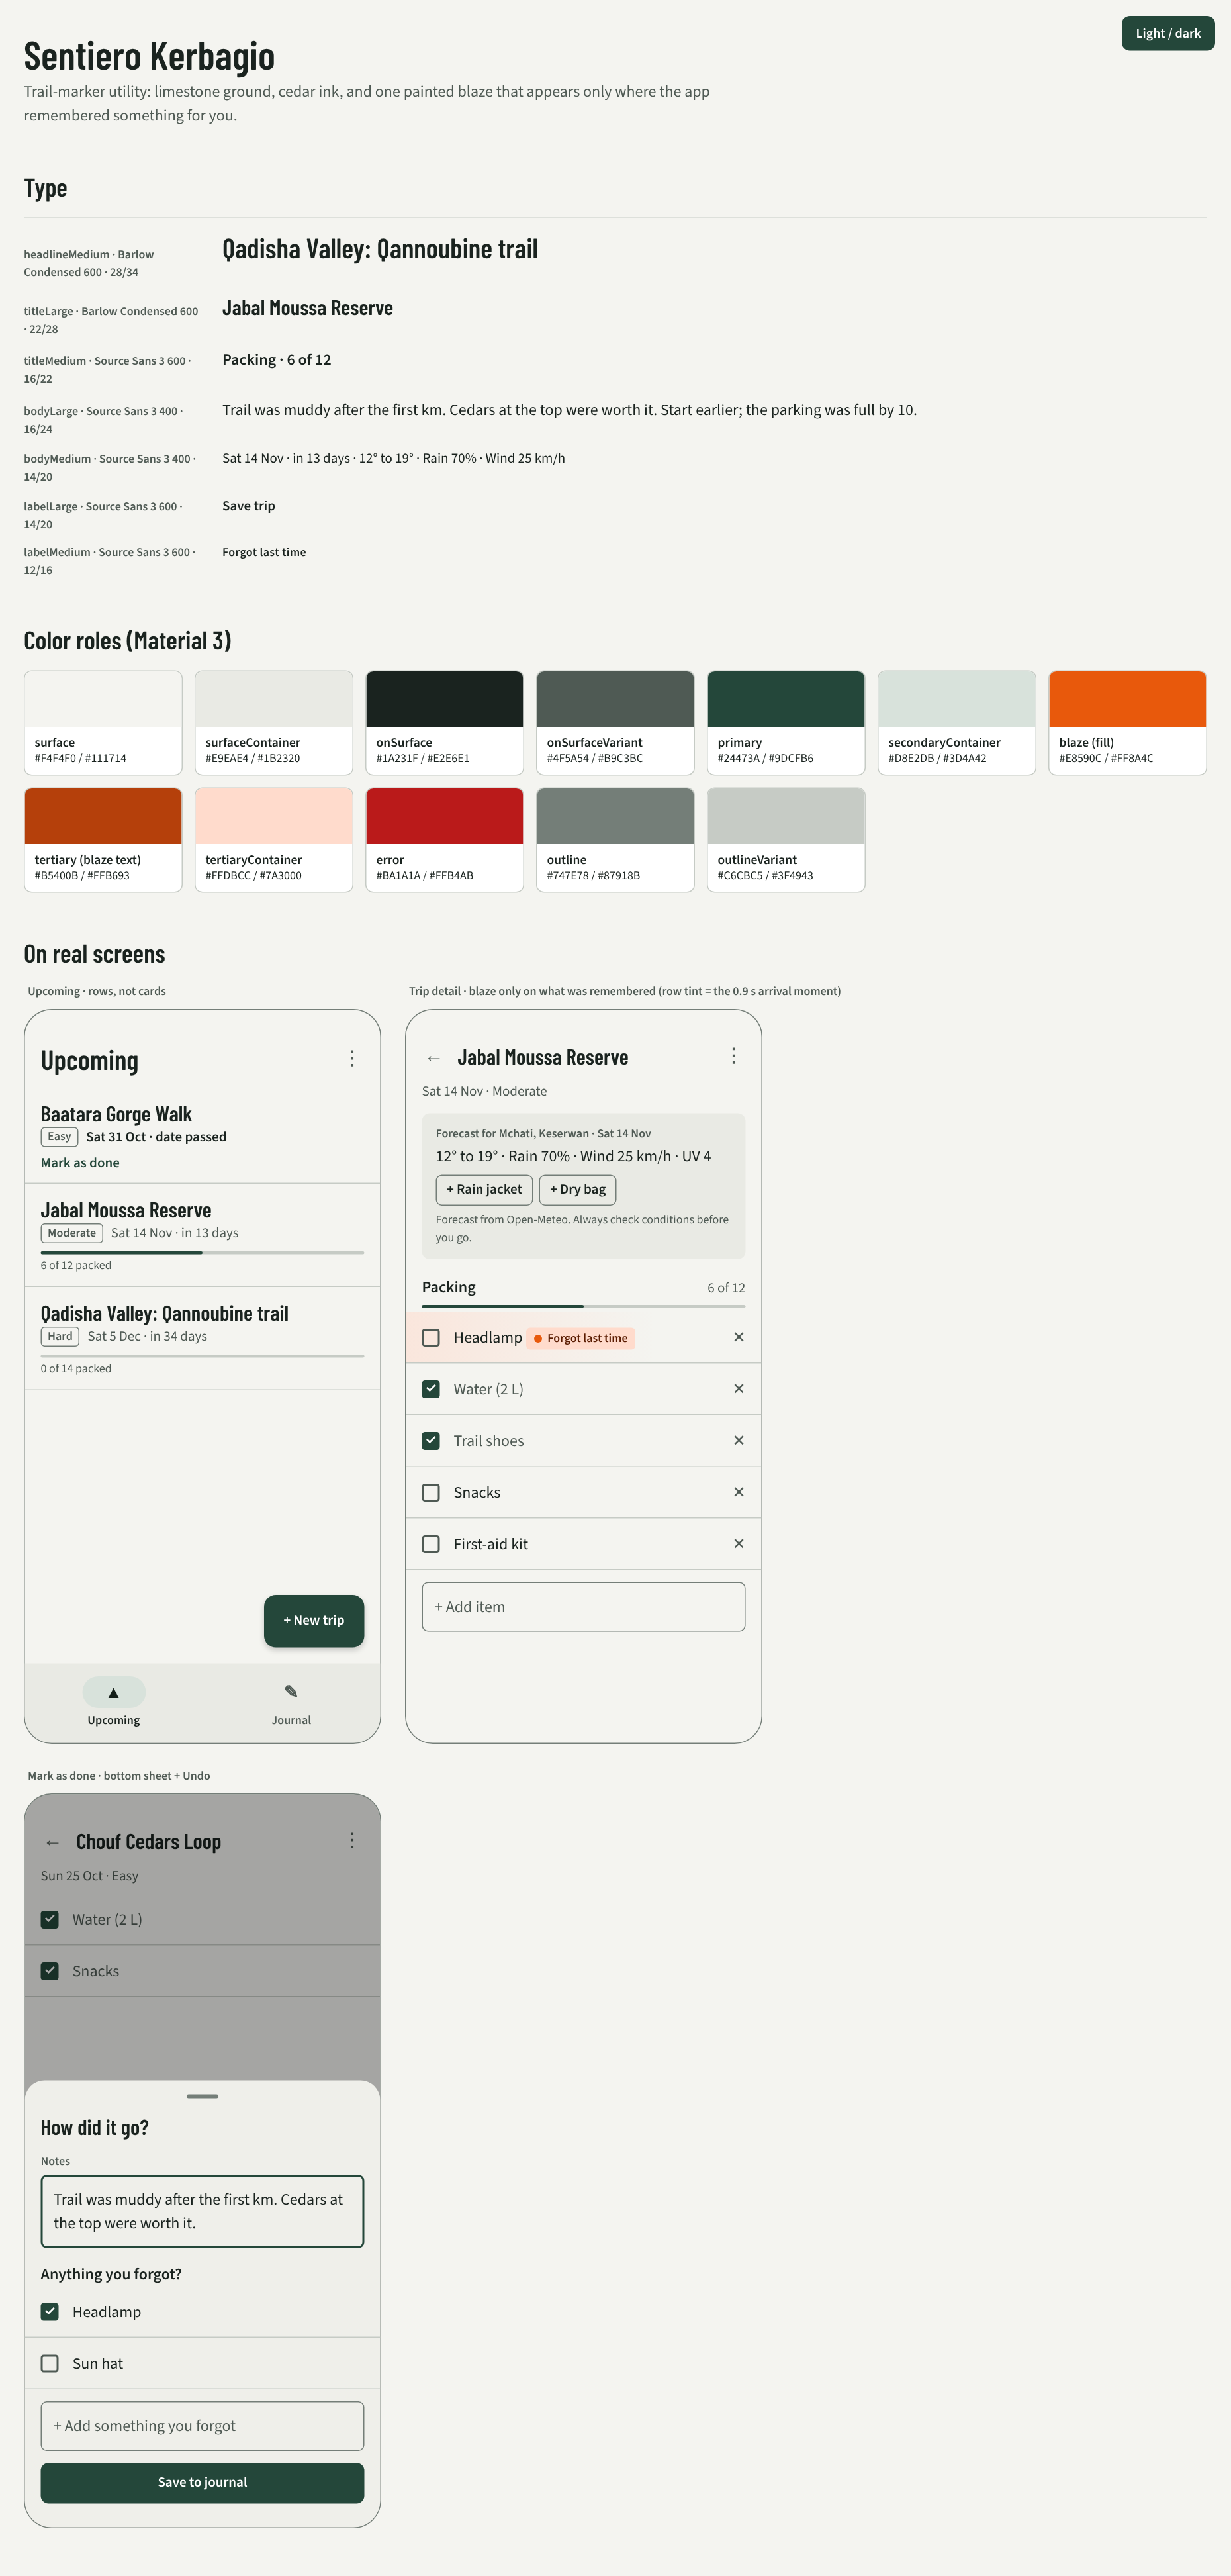 Light / dark
Sentiero Kerbagio
Trail-marker utility: limestone ground, cedar ink, and one painted blaze that appears only where the app
remembered something for you.
Type
headlineMedium · Barlow
Condensed 600 · 28/34
Qadisha Valley: Qannoubine trail
titleLarge · Barlow Condensed 600
· 22/28
Jabal Moussa Reserve
titleMedium · Source Sans 3 600 ·
16/22
Packing · 6 of 12
bodyLarge · Source Sans 3 400 ·
16/24
Trail was muddy after the first km. Cedars at the top were worth it. Start earlier; the parking was full by 10.
bodyMedium · Source Sans 3 400 ·
14/20
Sat 14 Nov · in 13 days · 12° to 19° · Rain 70% · Wind 25 km/h
labelLarge · Source Sans 3 600 ·
14/20
Save trip
labelMedium · Source Sans 3 600 ·
12/16
Forgot last time
Color roles (Material 3)
surface
#F4F4F0 / #111714
surfaceContainer
#E9EAE4 / #1B2320
onSurface
#1A231F / #E2E6E1
onSurfaceVariant
#4F5A54 / #B9C3BC
primary
#24473A / #9DCFB6
secondaryContainer
#D8E2DB / #3D4A42
blaze (fill)
#E8590C / #FF8A4C
tertiary (blaze text)
#B5400B / #FFB693
tertiaryContainer
#FFDBCC / #7A3000
error
#BA1A1A / #FFB4AB
outline
#747E78 / #87918B
outlineVariant
#C6CBC5 / #3F4943
On real screens
Upcoming · rows, not cards
Upcoming
⋮
Baatara Gorge Walk
Easy Sat 31 Oct · date passed
Mark as done
Jabal Moussa Reserve
Moderate Sat 14 Nov · in 13 days
6 of 12 packed
Qadisha Valley: Qannoubine trail
Hard Sat 5 Dec · in 34 days
0 of 14 packed
+ New trip
▲
Upcoming
✎
Journal
Trip detail · blaze only on what was remembered (row tint = the 0.9 s arrival moment)
← Jabal Moussa Reserve ⋮
Sat 14 Nov · Moderate
Forecast for Mchati, Keserwan · Sat 14 Nov
12° to 19° · Rain 70% · Wind 25 km/h · UV 4
+ Rain jacket + Dry bag
Forecast from Open-Meteo. Always check conditions before
you go.
Packing 6 of 12
Headlamp Forgot last time ✕
Water (2 L) ✕
Trail shoes ✕
Snacks ✕
First-aid kit ✕
+ Add item
Mark as done · bottom sheet + Undo
← Chouf Cedars Loop ⋮
Sun 25 Oct · Easy
Water (2 L)
Snacks
How did it go?
Notes
Trail was muddy after the first km. Cedars at
the top were worth it.
Anything you forgot?
Headlamp
Sun hat
+ Add something you forgot
Save to journal